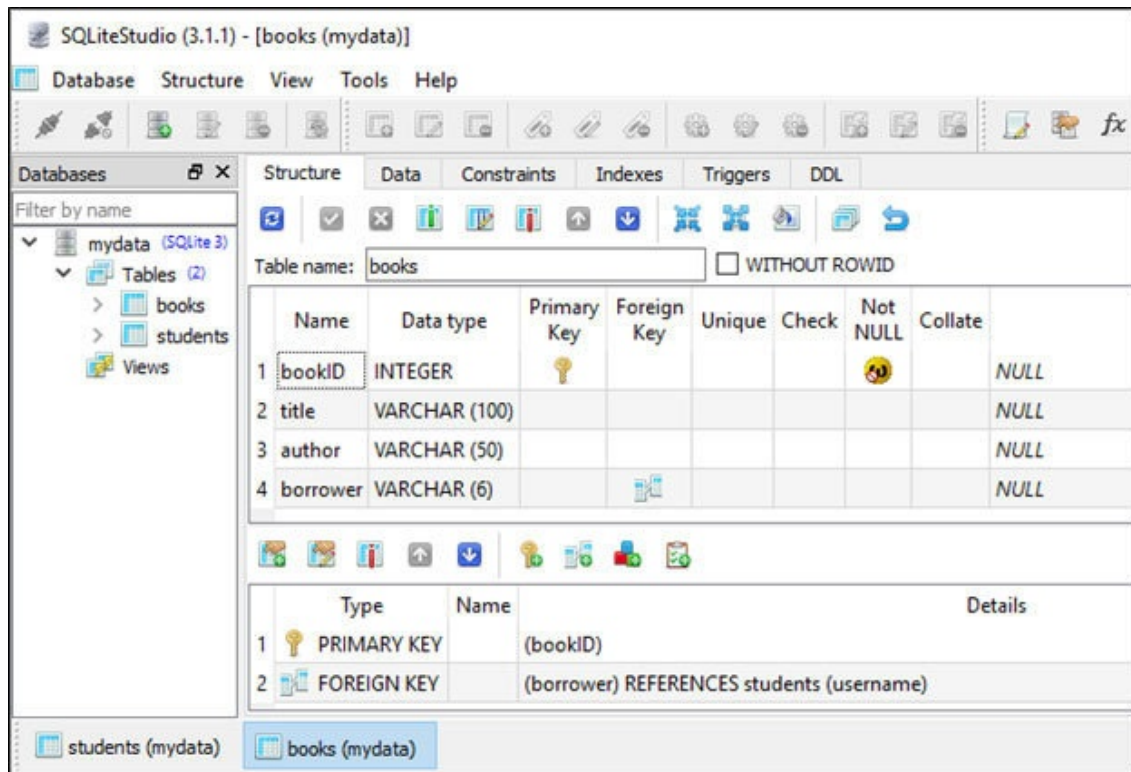 SQLiteStudio (3.1.1) - [books (mydata)]
Database Structure View Tools Help
fx
Databases
Filter by name
mydata (SQLite 3)
Tables (2)
books
students
Views
Structure Data Constraints Indexes Triggers DDL
Table name: books WITHOUT ROWID
Name Data type Primary Key Foreign Key Unique Check Not NULL Collate
1 bookID INTEGER NULL
2 title VARCHAR (100) NULL
3 author VARCHAR (50) NULL
4 borrower VARCHAR (6) NULL
Type Name Details
1 PRIMARY KEY (bookID)
2 FOREIGN KEY (borrower) REFERENCES students (username)
students (mydata) books (mydata)